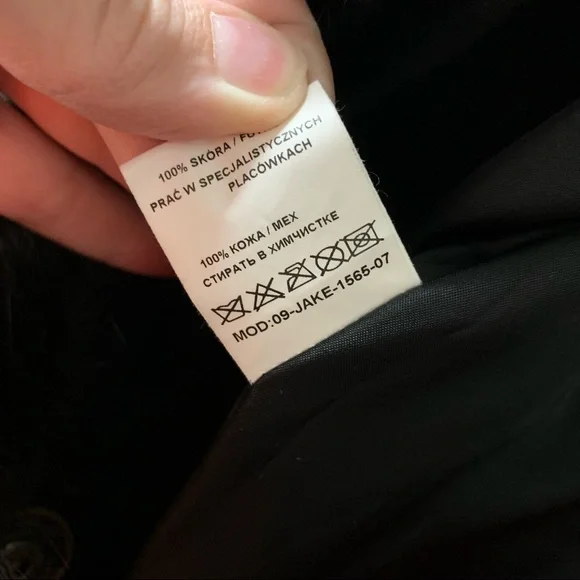 100% SKÓRA /
PRAĆ W SPECJALISTYCZNYCH
PLACÓWKACH
100% КОЖА / МЕХ
СТИРАТЬ В ХИМЧИСТКЕ
MOD:09-JAKE-1565-07